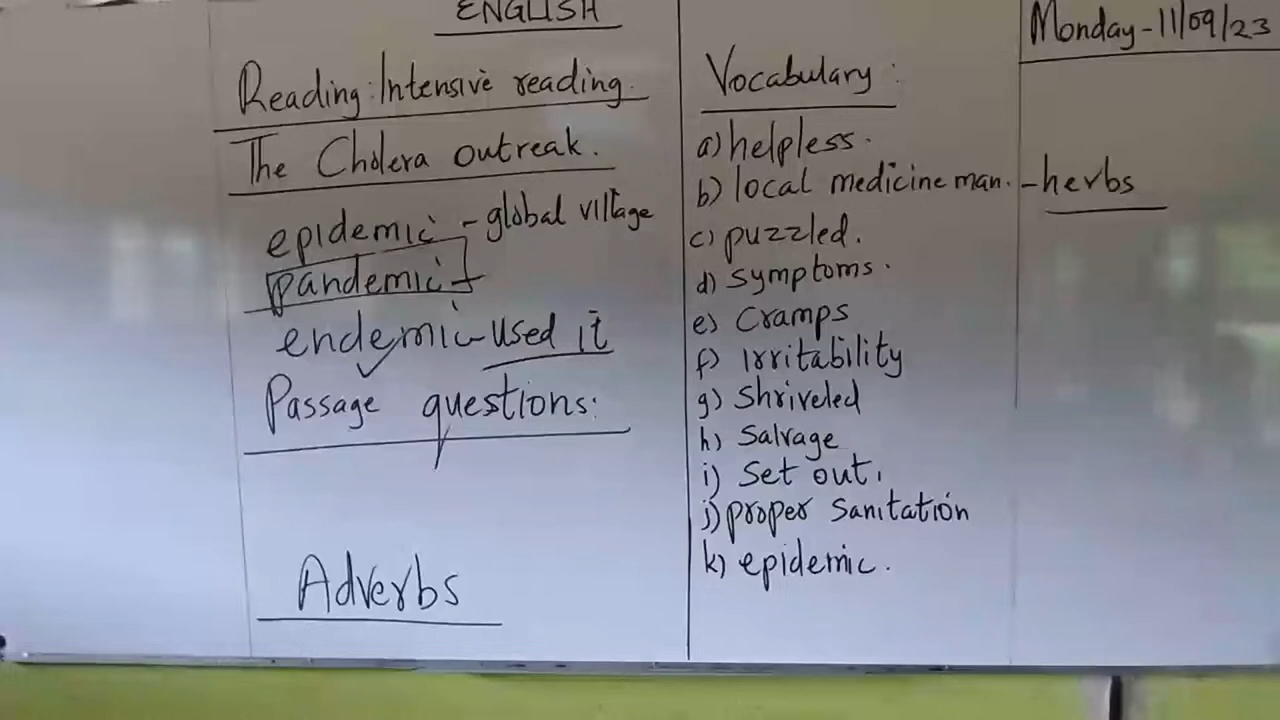 ENGLISH
Monday-11/09/23
Reading: Intensive reading.
The Cholera outreak.
epidemic - global village
pandemic
endemic - used it
Passage questions:
Adverbs
Vocabulary:
a) helpless.
b) local medicine man. - herbs
c) puzzled.
d) symptoms.
e) cramps
f) irritability
g) shriveled
h) Salvage
i) set out.
j) proper sanitation
k) epidemic.